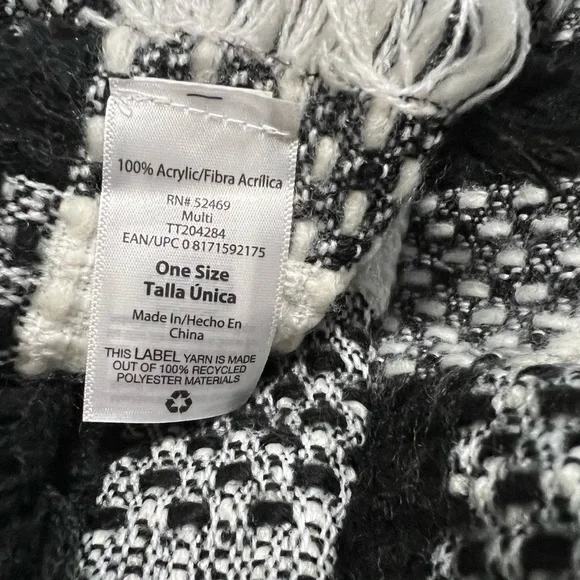 100% Acrylic/Fibra Acrílica
RN# 52469
Multi
TT204284
EAN/UPC 0 8171592175
One Size
Talla Única
Made In/Hecho En
China
THIS LABEL YARN IS MADE
OUT OF 100% RECYCLED
POLYESTER MATERIALS